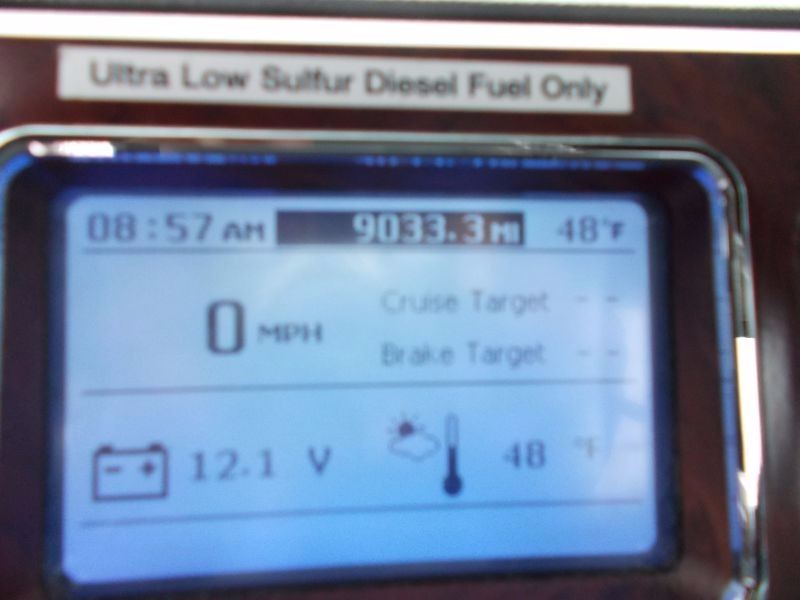 Ultra Low Sulfur Diesel Fuel Only
08:57 AM 9033.3 MI 48°F
Cruise Target - -
0 MPH
Brake Target - -
- + 12.1 V 48 °F